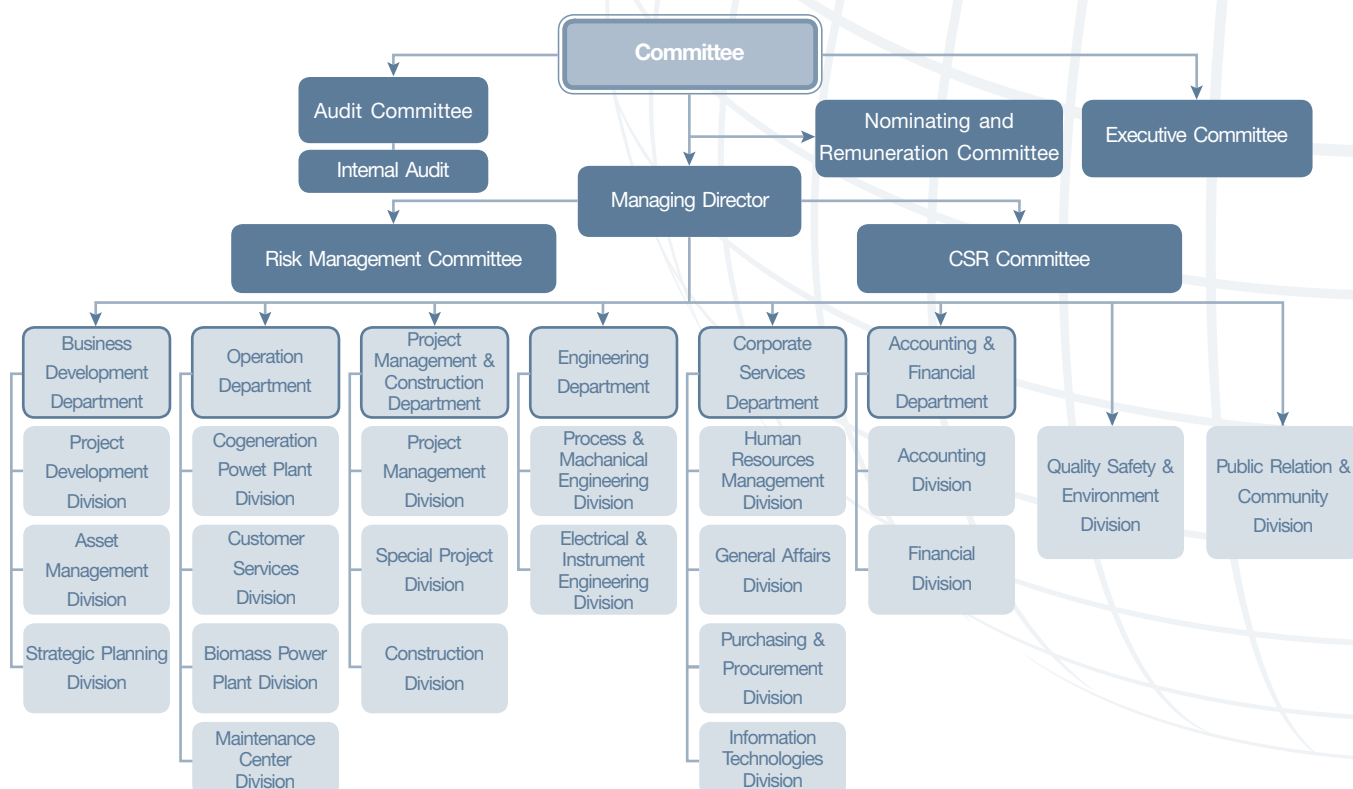 Committee
Audit Committee
Internal Audit
Nominating and
Remuneration Committee
Executive Committee
Managing Director
Risk Management Committee
CSR Committee
Business
Development
Department
Project
Development
Division
Asset
Management
Division
Strategic Planning
Division
Operation
Department
Cogeneration
Powet Plant
Division
Customer
Services
Division
Biomass Power
Plant Division
Maintenance
Center
Division
Project
Management &
Construction
Department
Project
Management
Division
Special Project
Division
Construction
Division
Engineering
Department
Process &
Machanical
Engineering
Division
Electrical &
Instrument
Engineering
Division
Corporate
Services
Department
Human
Resources
Management
Division
General Affairs
Division
Purchasing &
Procurement
Division
Information
Technologies
Division
Accounting &
Financial
Department
Accounting
Division
Financial
Division
Quality Safety &
Environment
Division
Public Relation &
Community
Division